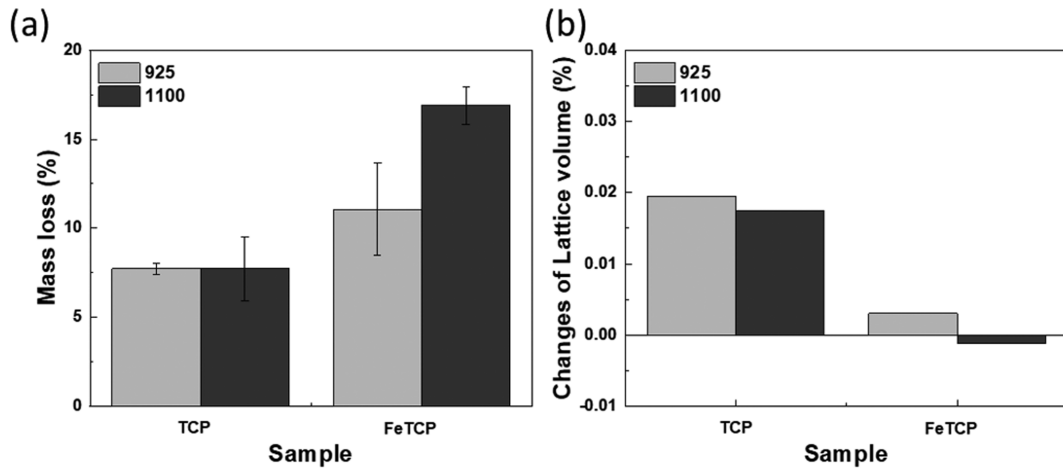 (a)
925
1100
Mass loss (%)
20
15
10
5
0
TCP
FeTCP
Sample
(b)
925
1100
Changes of Lattice volume (%)
0.04
0.03
0.02
0.01
0.00
-0.01
TCP
FeTCP
Sample